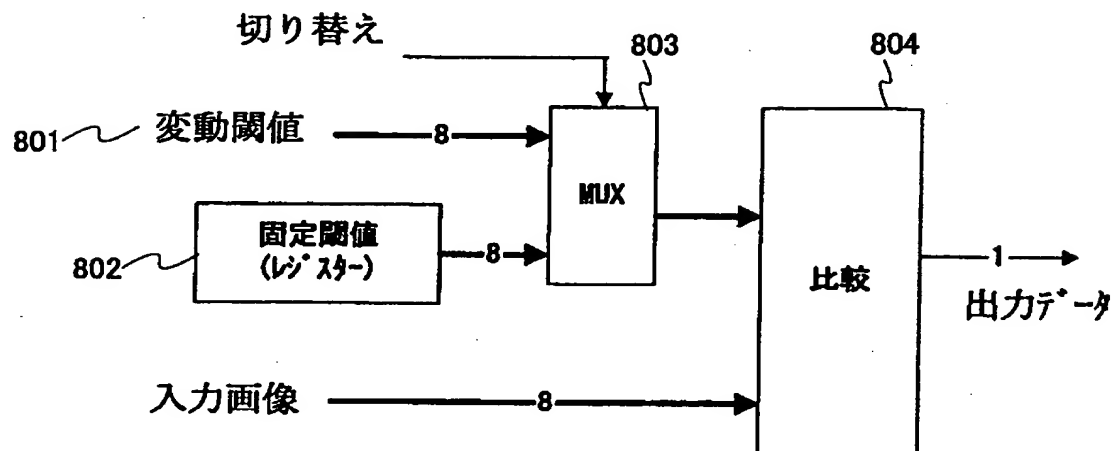 切り替え
803
804
801
変動閾値
8
MUX
固定閾値
(ﾚｼﾞｽﾀｰ)
8
802
比較
1
出力ﾃﾞｰﾀ
入力画像
8